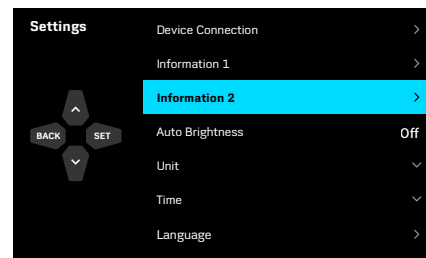 Settings
Device Connection
Information 1
Information 2
Auto Brightness Off
Unit
Time
Language
BACK SET